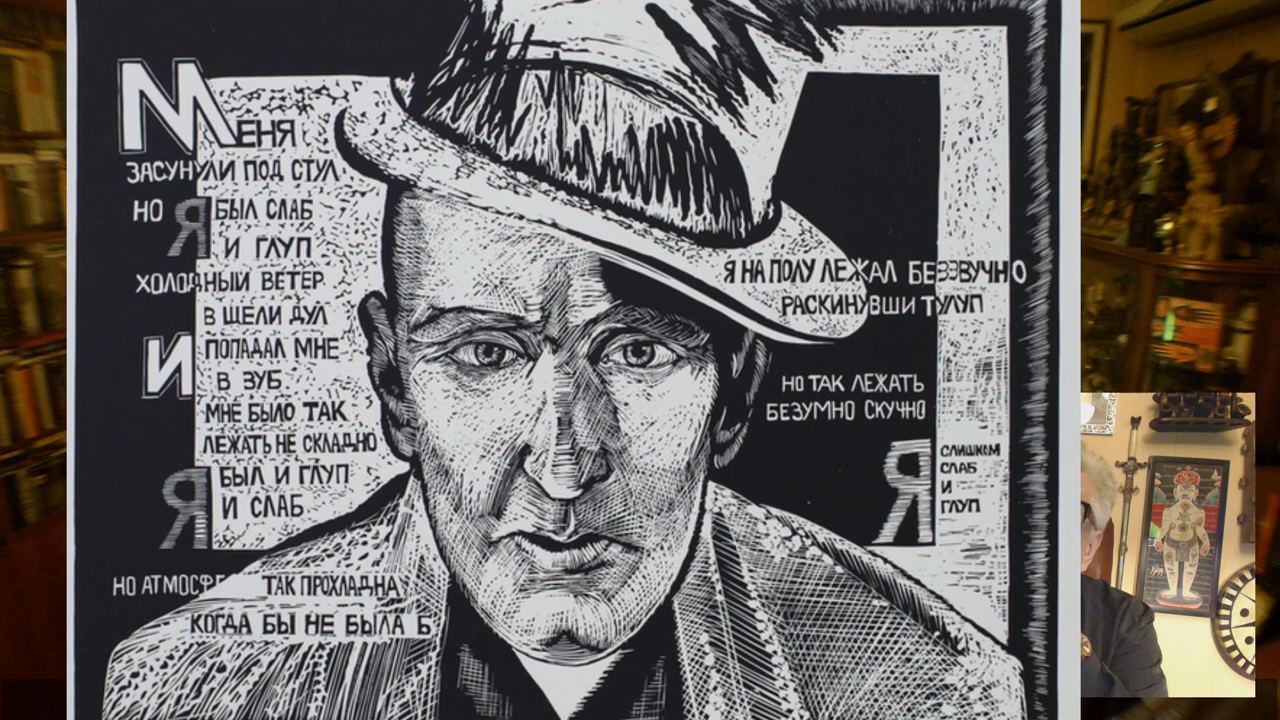 МЕНЯ
ЗАСУНУЛИ ПОД СТУЛ
НО Я БЫЛ СЛАБ
И ГЛУП
ХОЛОДНЫЙ ВЕТЕР
В ЩЕЛИ ДУЛ
И ПОПАДАЛ МНЕ
В ЗУБ
МНЕ БЫЛО ТАК
ЛЕЖАТЬ НЕ СКЛАДНО
Я БЫЛ И ГЛУП
И СЛАБ
НО АТМОСФЕ ТАК ПРОХЛАДНА
КОГДА БЫ НЕ БЫЛА Б
Я НА ПОЛУ ЛЕЖАЛ БЕЗЗВУЧНО
РАСКИНУВШИ ТУЛУП
НО ТАК ЛЕЖАТЬ
БЕЗУМНО СКУЧНО
Я СЛИШКОМ
СЛАБ
И
ГЛУП